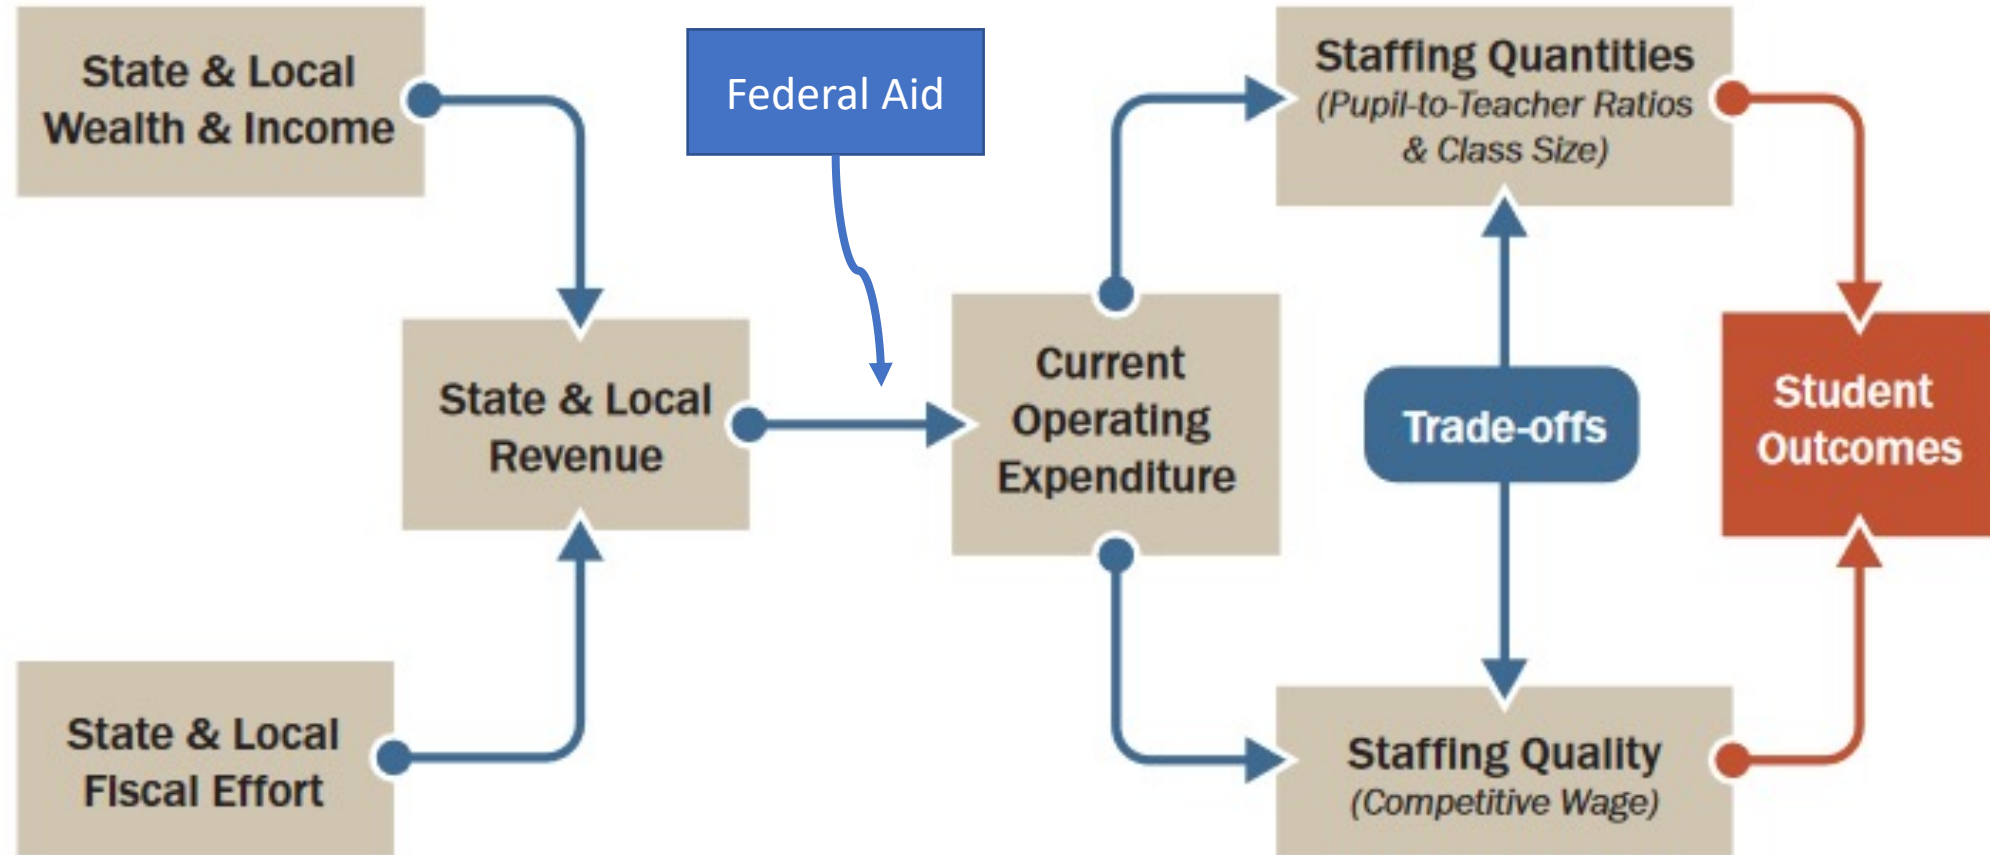 State & Local
Wealth & Income
Federal Aid
Staffing Quantities
(Pupil-to-Teacher Ratios
& Class Size)
State & Local
Revenue
Current
Operating
Expenditure
Trade-offs
Student
Outcomes
State & Local
Fiscal Effort
Staffing Quality
(Competitive Wage)